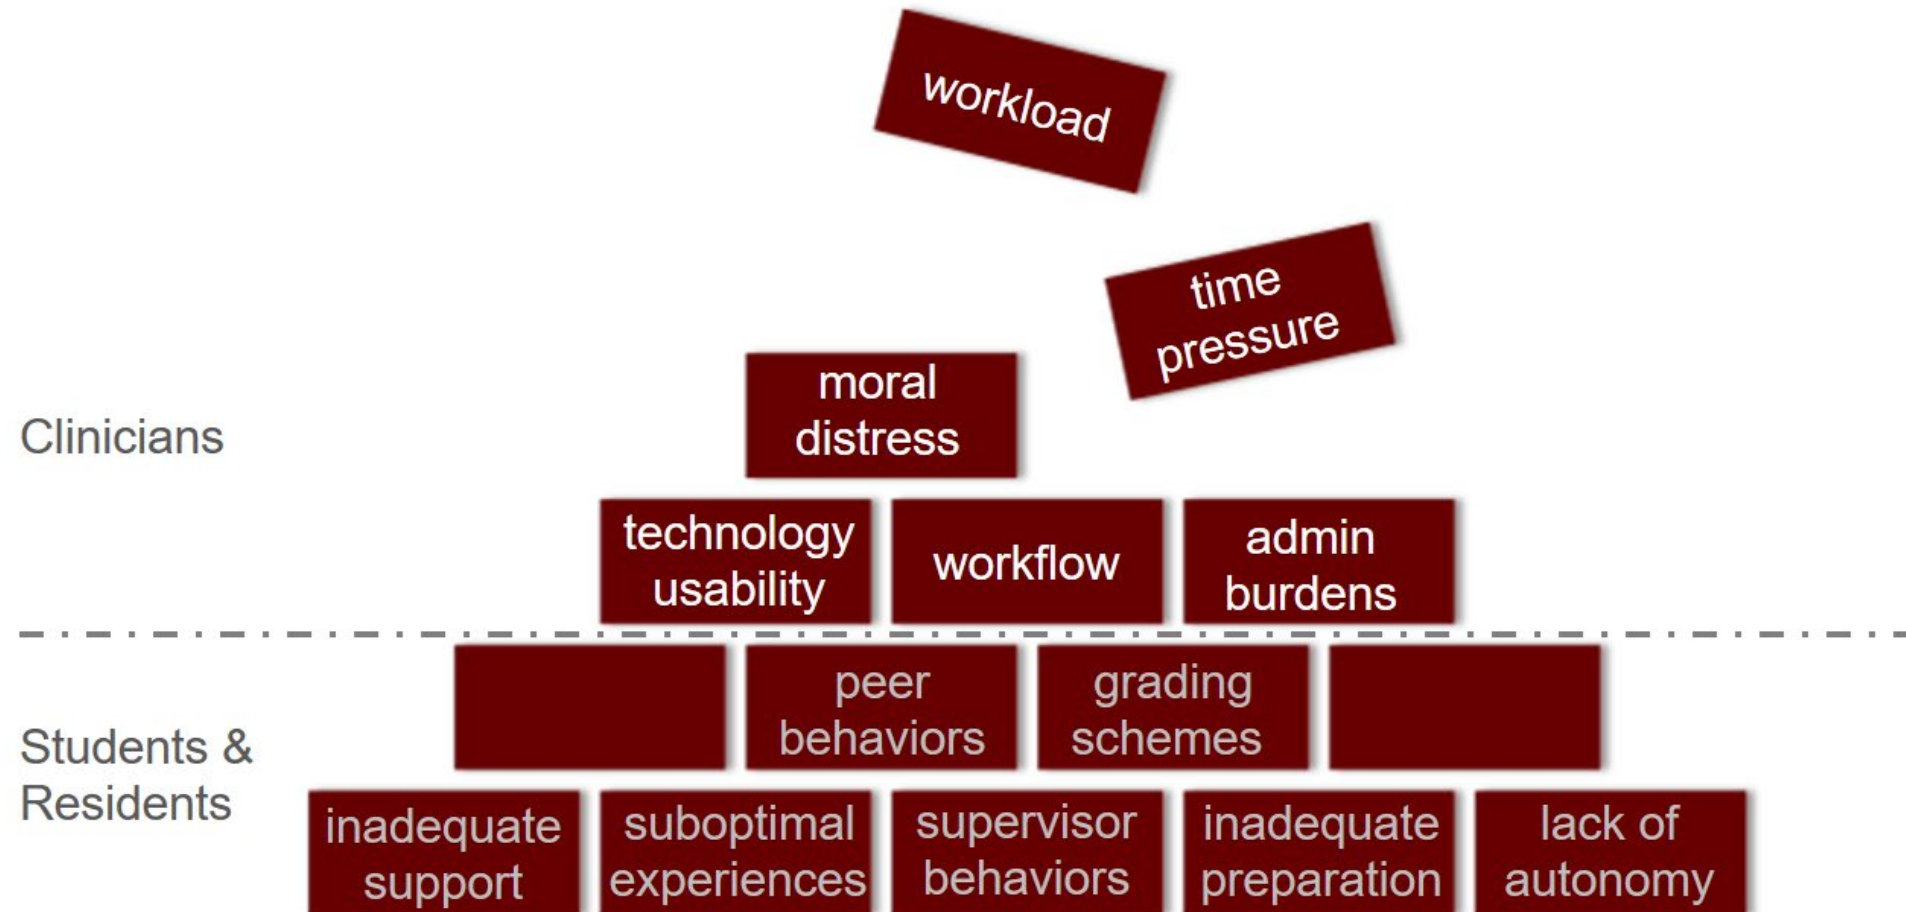 workload
time
pressure
moral
distress
Clinicians
technology
usability
workflow
admin
burdens
peer
behaviors
grading
schemes
Students &
Residents
inadequate
support
suboptimal
experiences
supervisor
behaviors
inadequate
preparation
lack of
autonomy